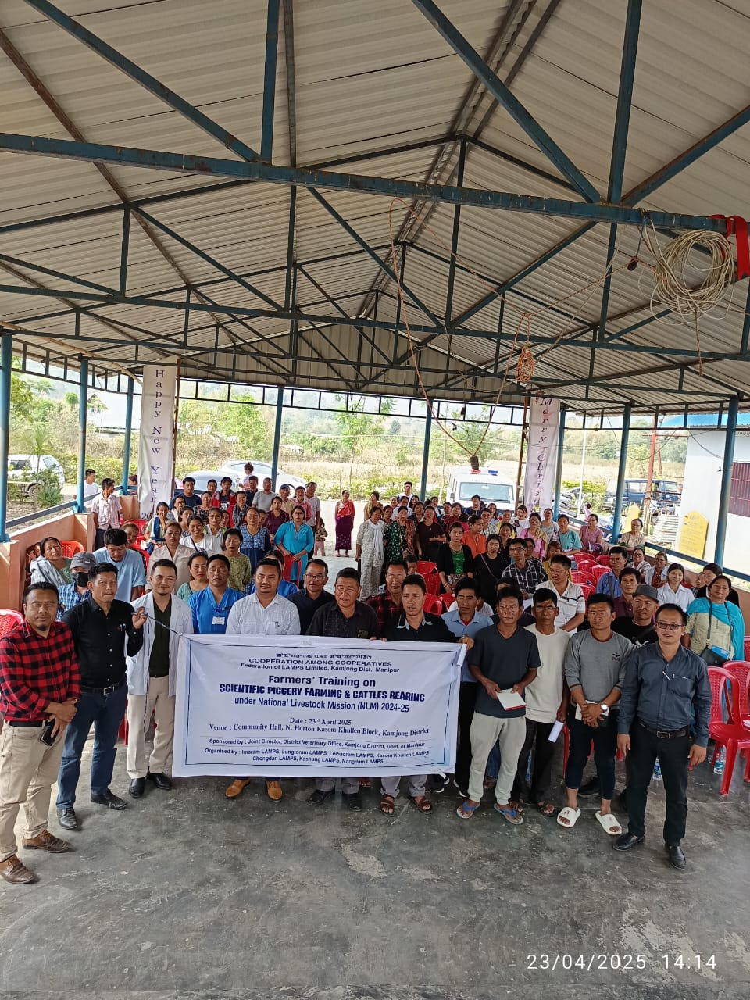 Happy New Year
Merry Chris
COOPERATION AMONG COOPERATIVES
Federation of LAMPS Limited, Kamjong Dist., Manipur
Farmers' Training on
SCIENTIFIC PIGGERY FARMING & CATTLES REARING
under National Livestock Mission (NLM) 2024-25
Date : 23rd April 2025
Venue : Community Hall, N. Horton Kasom Khullen Block, Kamjong District
Sponsored by : Joint Director, District Veterinary Office, Kamjong District, Govt. of Manipur
Organised by : Imaram LAMPS, Lungtoram LAMPS, Leihaoram LAMPS, Kasom Khullen LAMPS
Chongdan LAMPS, Kashung LAMPS, Nongdam LAMPS
23/04/2025 14:14